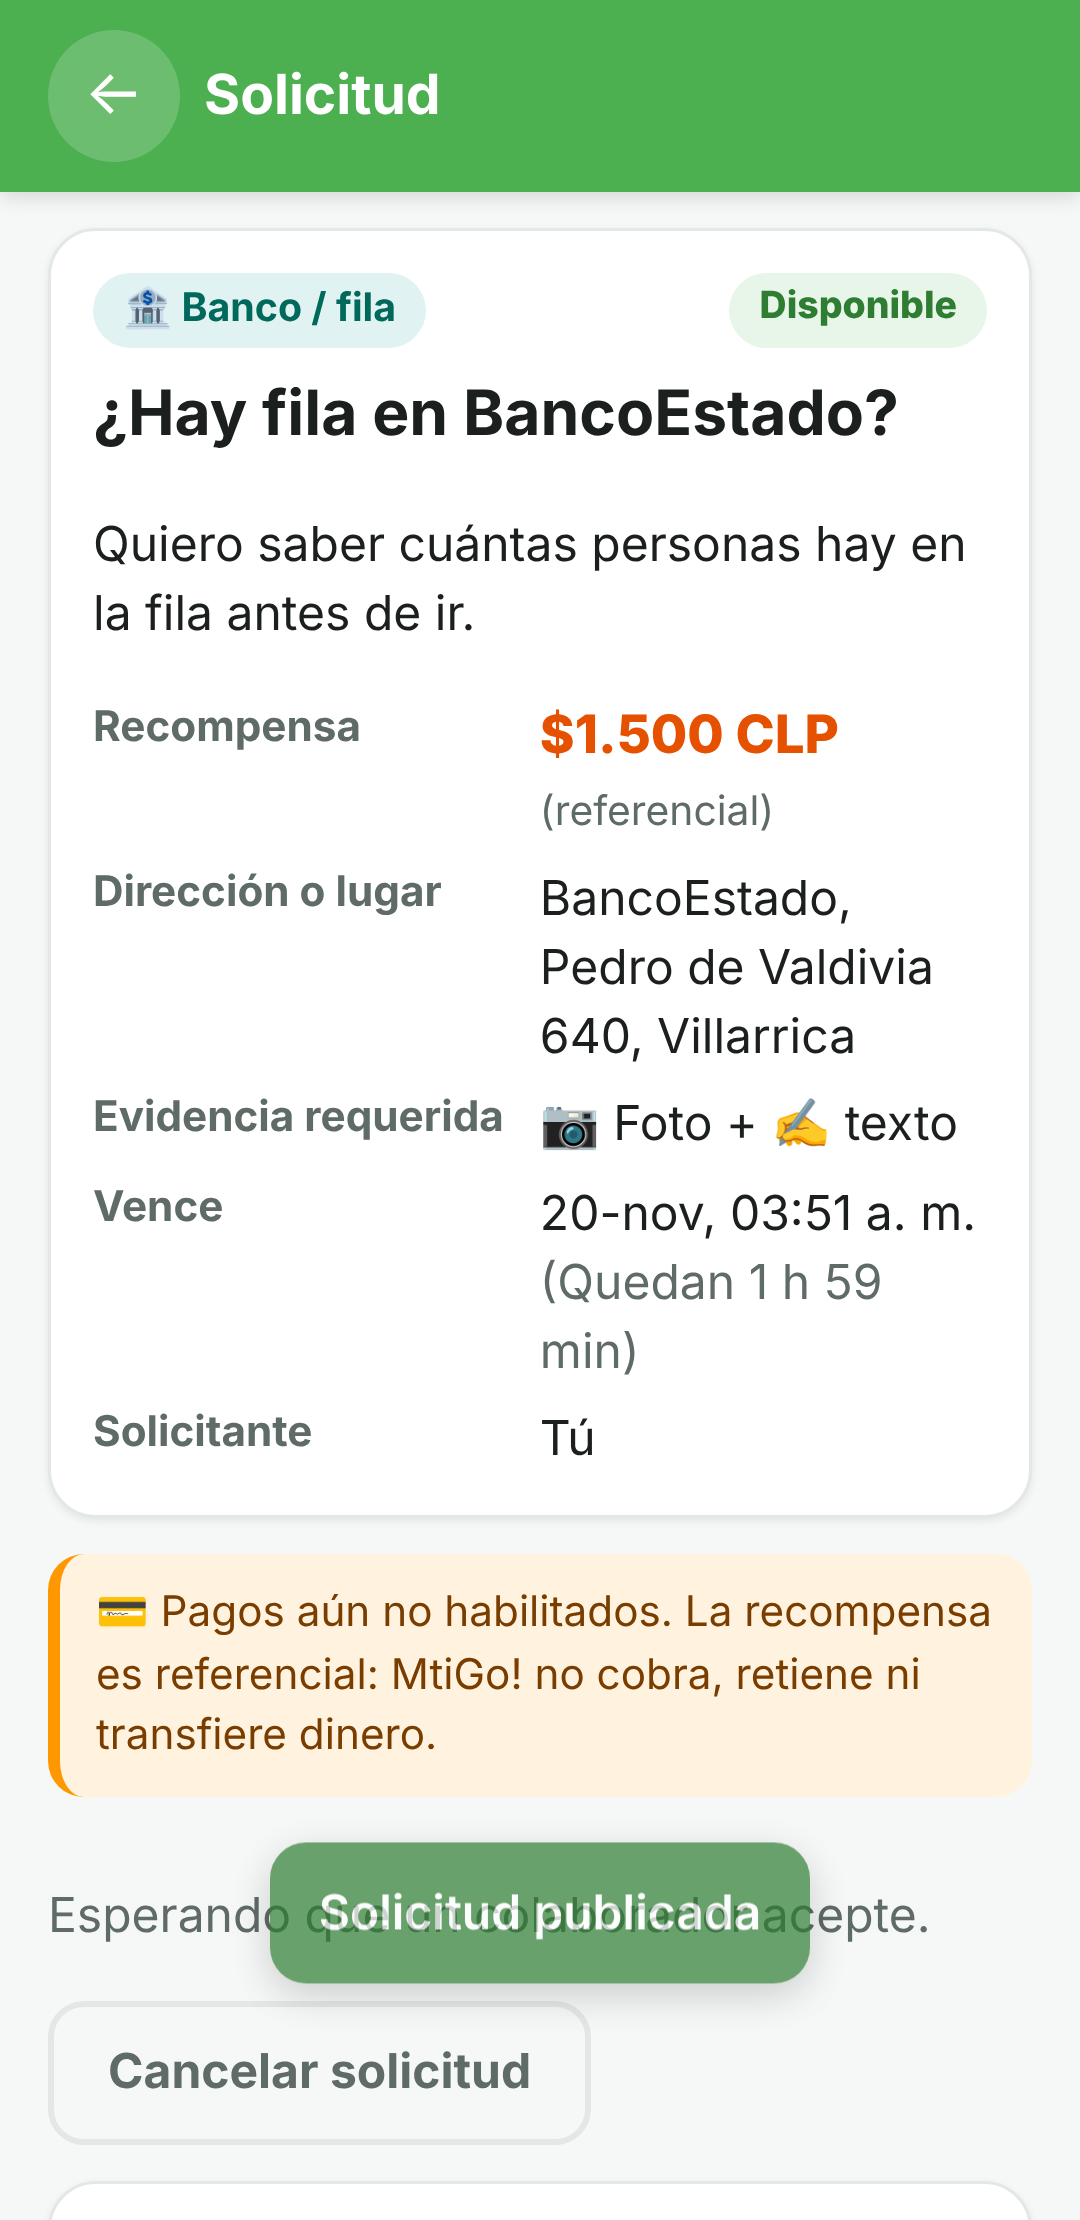 Solicitud
Banco / fila
Disponible
¿Hay fila en BancoEstado?
Quiero saber cuántas personas hay en
la fila antes de ir.
Recompensa
$1.500 CLP
(referencial)
Dirección o lugar
BancoEstado,
Pedro de Valdivia
640, Villarrica
Evidencia requerida
Foto + texto
Vence
20-nov, 03:51 a. m.
(Quedan 1 h 59
min)
Solicitante
Tú
Pagos aún no habilitados. La recompensa
es referencial: MtiGo! no cobra, retiene ni
transfiere dinero.
Esperando que un colaborador acepte.
Solicitud publicada
Cancelar solicitud